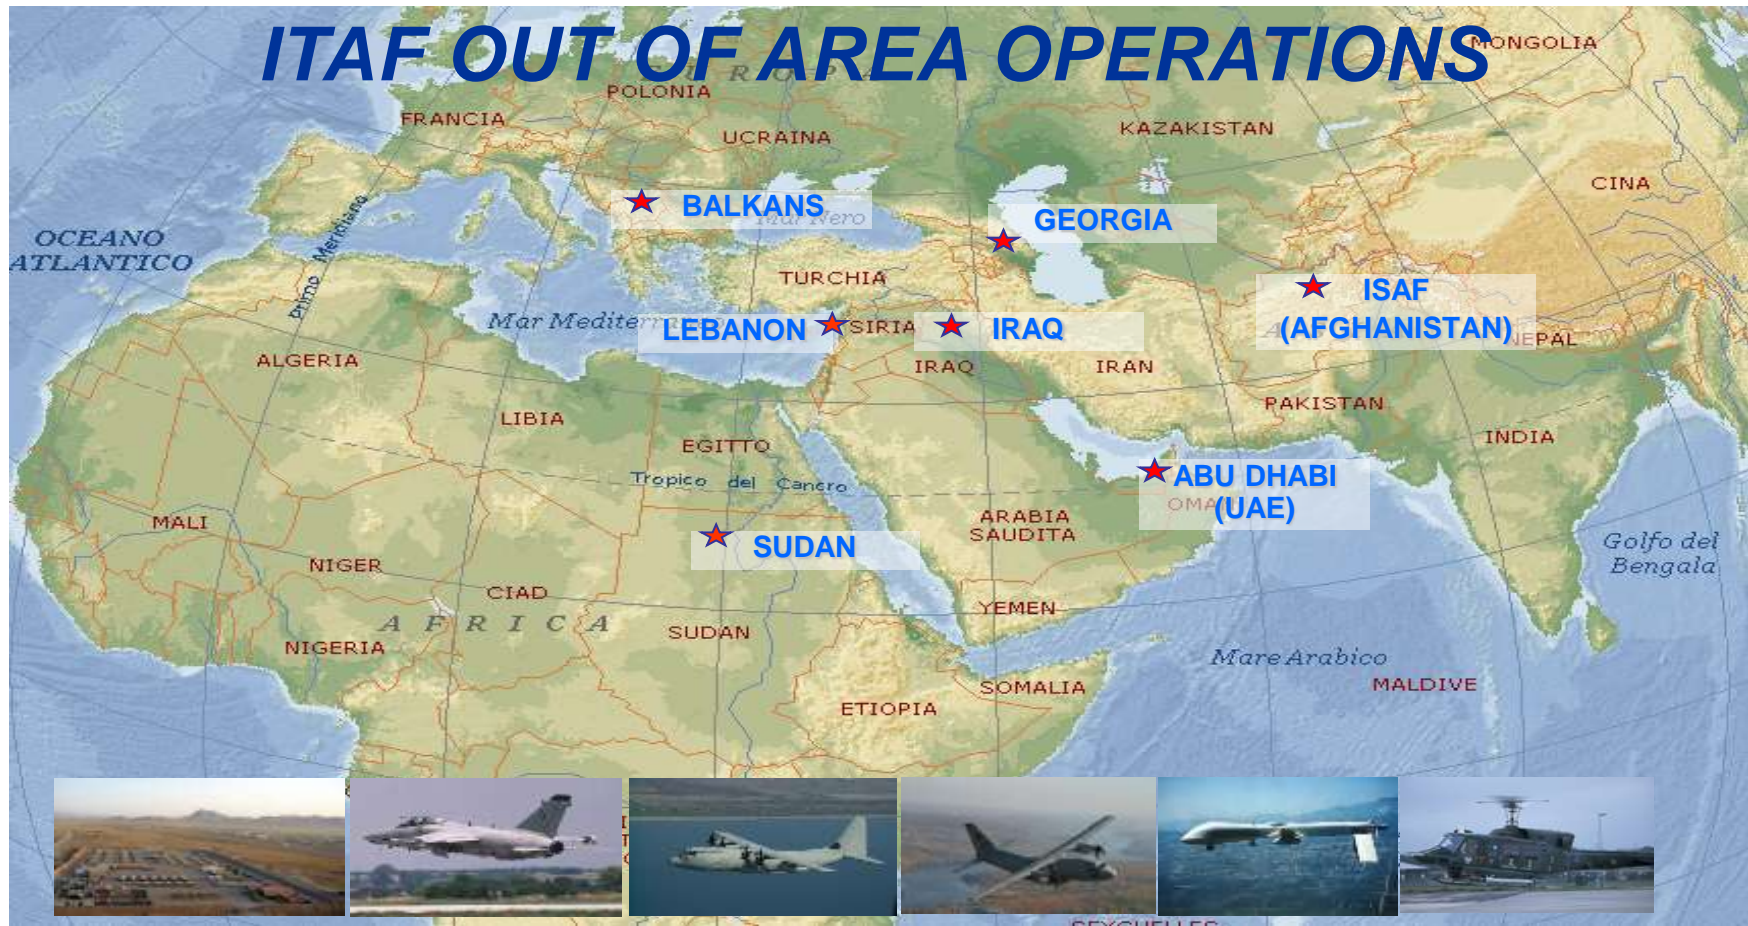 ITAF OUT OF AREA OPERATIONS
MONGOLIA
POLONIA
FRANCIA
UCRAINA
KAZAKISTAN
CINA
BALKANS
Mar Nero
GEORGIA
OCEANO
ATLANTICO
Primo Meridiano
TURCHIA
ISAF
(AFGHANISTAN)
NEPAL
Mar Mediterraneo
LEBANON
SIRIA
IRAQ
ALGERIA
IRAQ
IRAN
PAKISTAN
LIBIA
EGITTO
INDIA
Tropico del Cancro
ABU DHABI
(UAE)
OMAN
MALI
ARABIA
SAUDITA
SUDAN
Golfo del
Bengala
NIGER
CIAD
YEMEN
AFRICA
SUDAN
NIGERIA
Mare Arabico
SOMALIA
MALDIVE
ETIOPIA